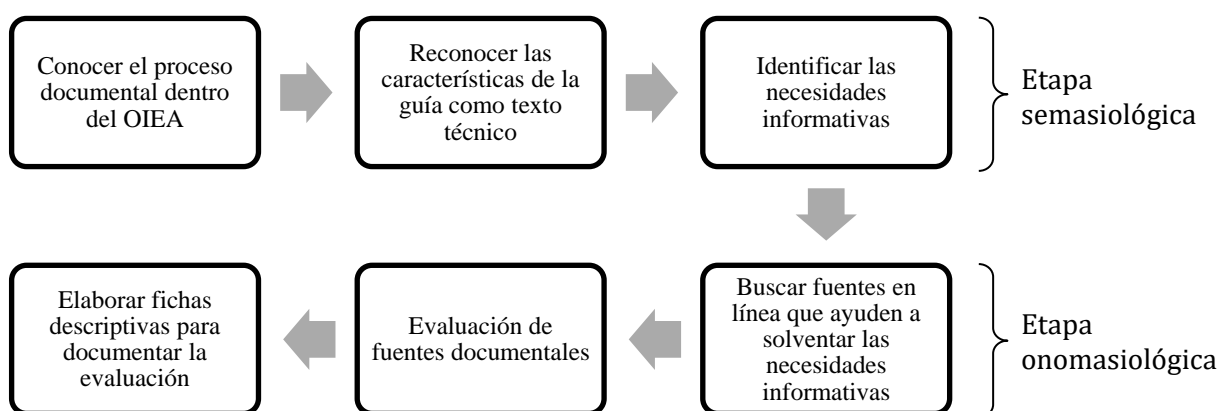 Conocer el proceso
documental dentro
del OIEA
Reconocer las
características de la
guía como texto
técnico
Identificar las
necesidades
informativas
Etapa
semasiológica
Buscar fuentes en
línea que ayuden a
solventar las
necesidades
informativas
Evaluación de
fuentes documentales
Elaborar fichas
descriptivas para
documentar la
evaluación
Etapa
onomasiológica